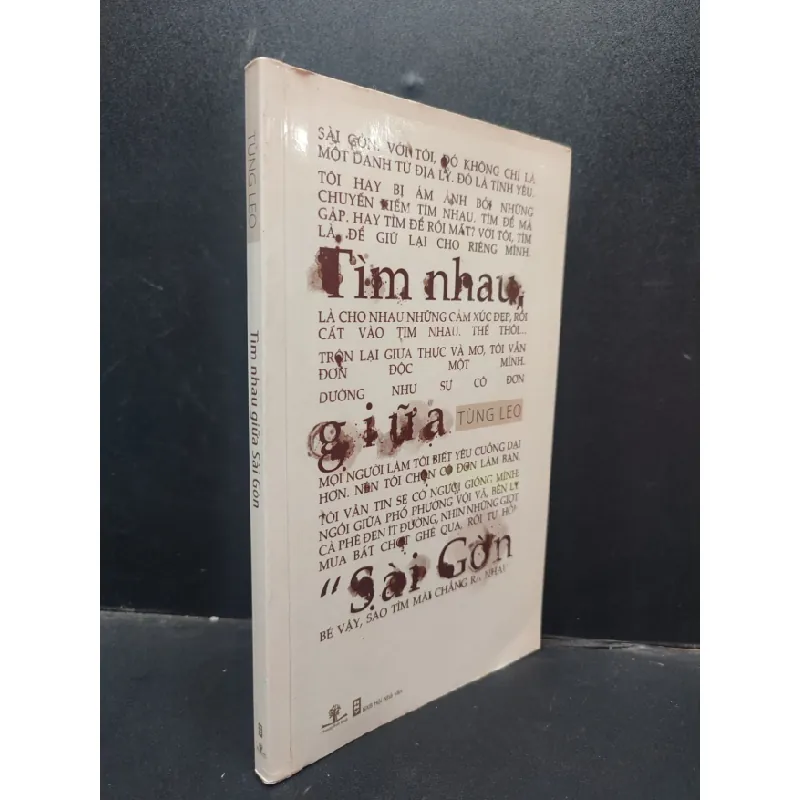 TÙNG LEO
Tìm nhau giữa Sài Gòn
SÀI GÒN. VỚI TÔI, ĐÓ KHÔNG CHỈ LÀ
MỘT DANH TỪ ĐỊA LÝ. ĐÓ LÀ TÌNH YÊU.
TÔI HAY BỊ ÁM ẢNH BỞI NHỮNG
CHUYẾN KIẾM TÌM NHAU. TÌM ĐỂ MÀ
GẶP. HAY TÌM ĐỂ RỒI MẤT? VỚI TÔI, TÌM
LÀ ĐỂ GIỮ LẠI CHO RIÊNG MÌNH.
Tìm nhau,
LÀ CHO NHAU NHỮNG CẢM XÚC ĐẸP, RỒI
CẤT VÀO TIM NHAU. THẾ THÔI...
TRỘN LẠI GIỮA THỰC VÀ MƠ, TÔI VẪN
ĐƠN ĐỘC MỘT MÌNH.
DƯỜNG NHƯ SỰ CÔ ĐƠN
giữa TÙNG LEO
MỌI NGƯỜI LÀM TÔI BIẾT YÊU CUỒNG DẠI
HƠN. NÊN TÔI CHỌN CÔ ĐƠN LÀM BẠN.
TÔI VẪN TIN SẼ CÓ NGƯỜI GIỐNG MÌNH
NGỒI GIỮA PHỐ PHƯỜNG VỘI VÃ, BÊN LY
CÀ PHÊ ĐEN ÍT ĐƯỜNG, NHÌN NHỮNG GIỌT
MƯA BẤT CHỢT GHÉ QUA, RỒI TỰ HỎI:
"Sài Gòn
BÉ VẬY, SAO TÌM MÃI CHẲNG RA NHAU"